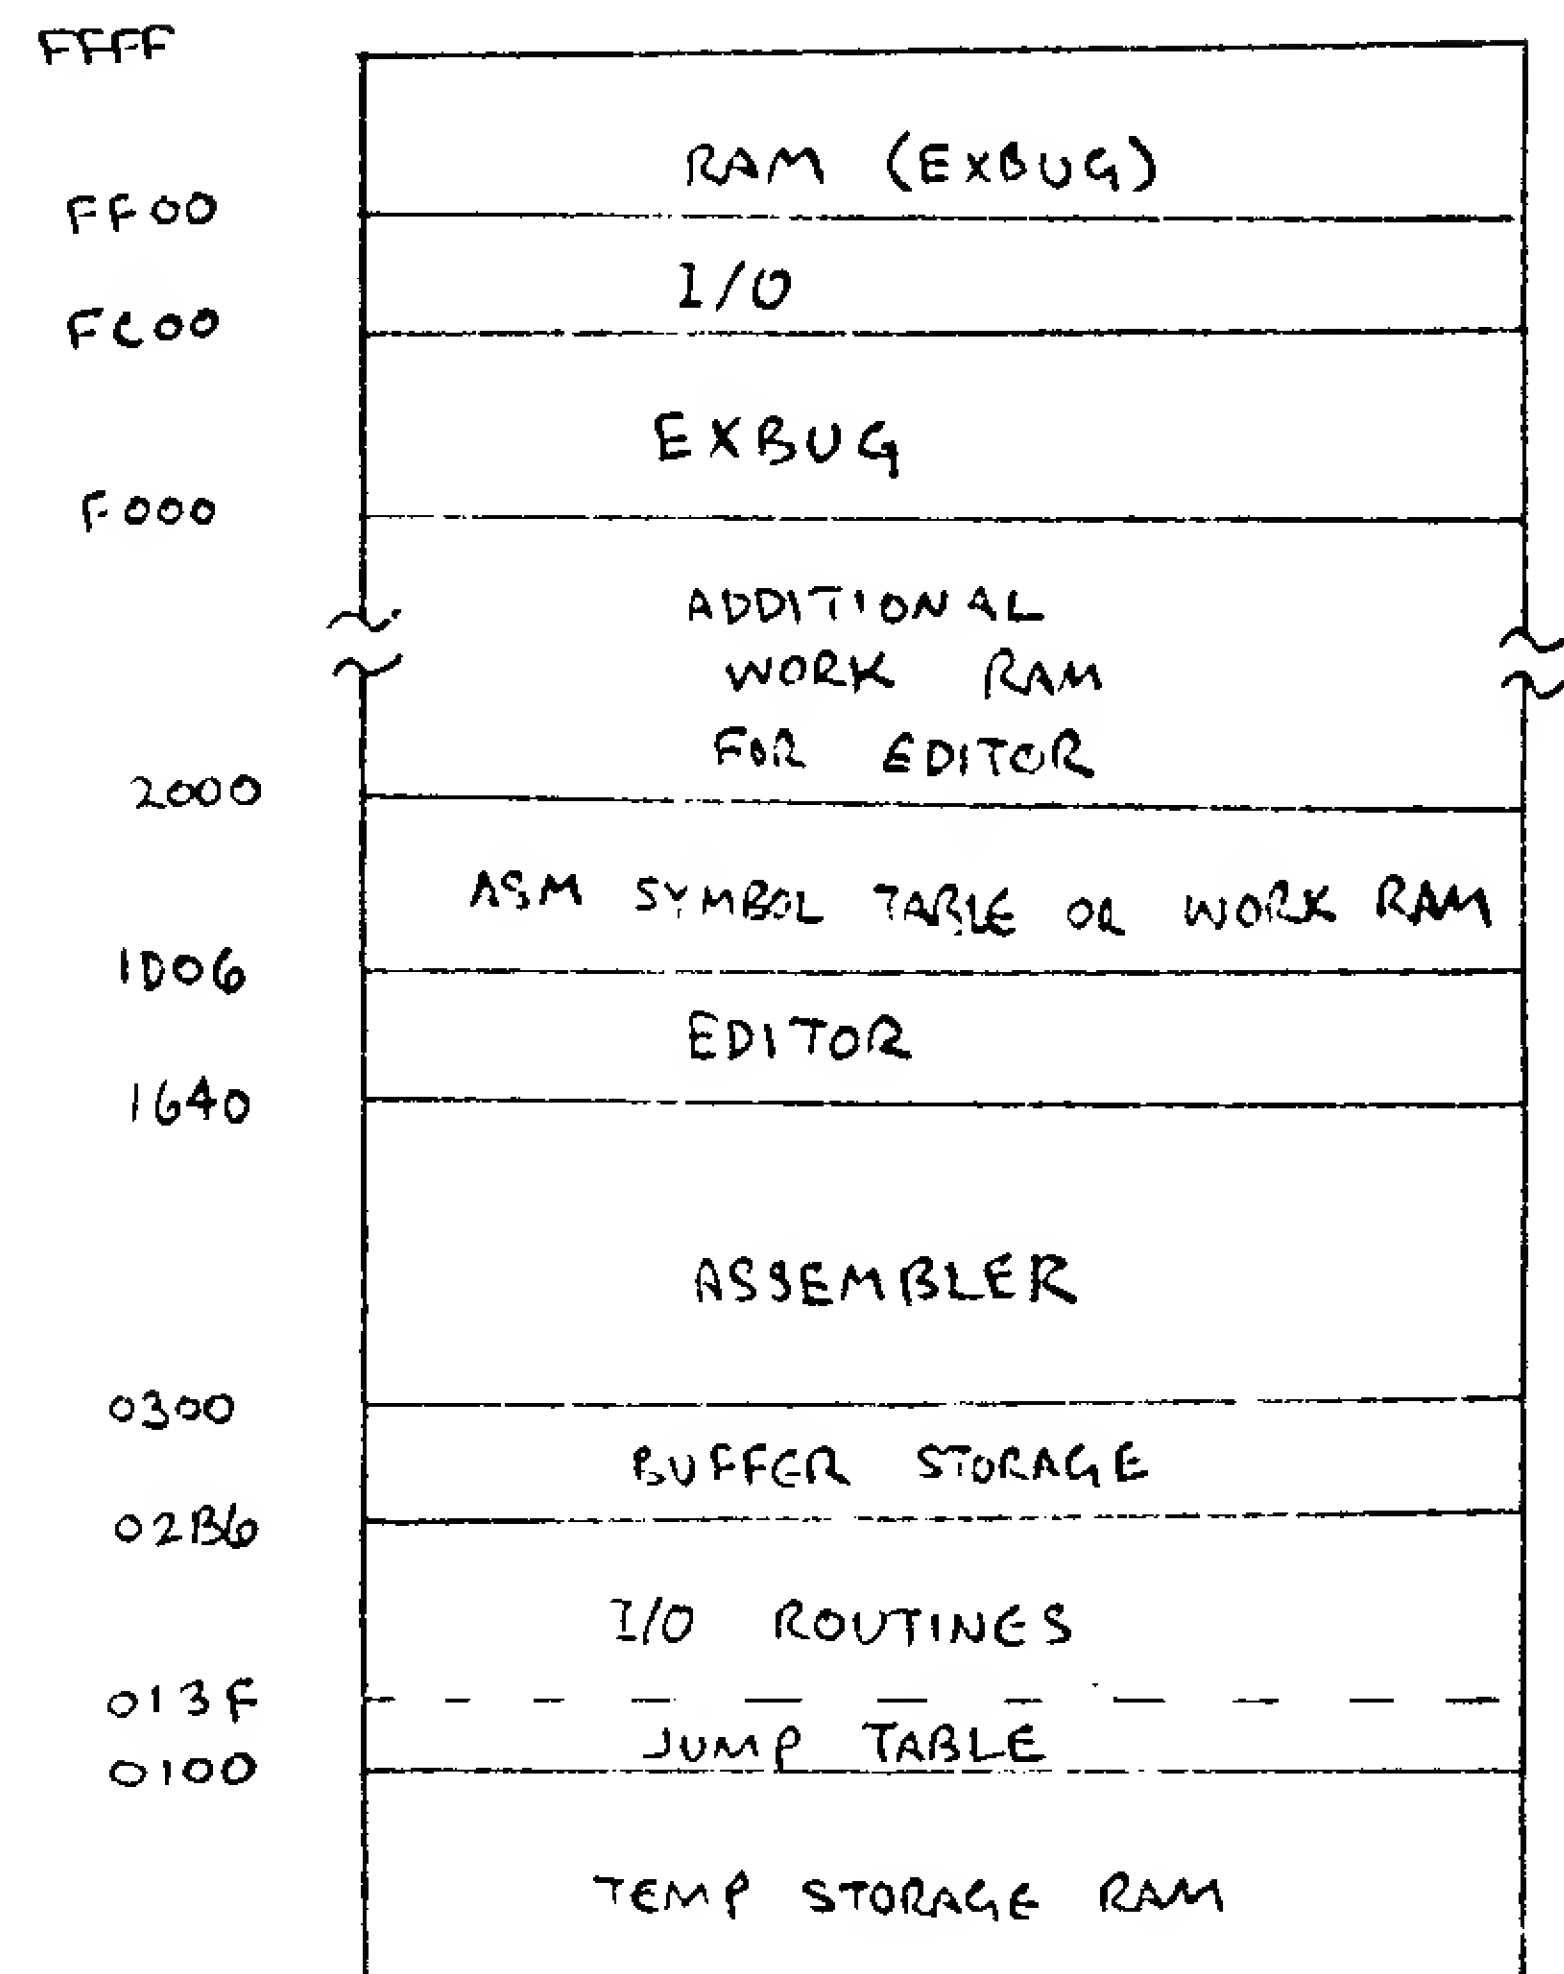 FFFF
RAM (EXBUG)
FF00
I/O
FC00
EXBUG
F000
ADDITIONAL
WORK RAM
FOR EDITOR
2000
ASM SYMBOL TABLE OR WORK RAM
1D06
EDITOR
1640
ASSEMBLER
0300
BUFFER STORAGE
02B6
I/O ROUTINES
013F
JUMP TABLE
0100
TEMP STORAGE RAM